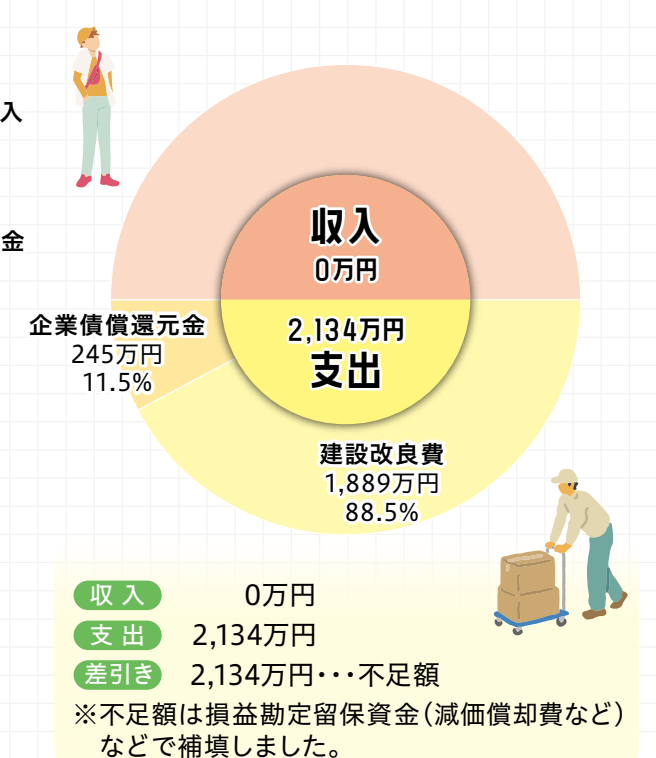 入
金
収入
0万円
2,134万円
支出
企業債償還元金
245万円
11.5%
建設改良費
1,889万円
88.5%
収 入 0万円
支 出 2,134万円
差引き 2,134万円･･･不足額
※不足額は損益勘定留保資金(減価償却費など)
などで補填しました。